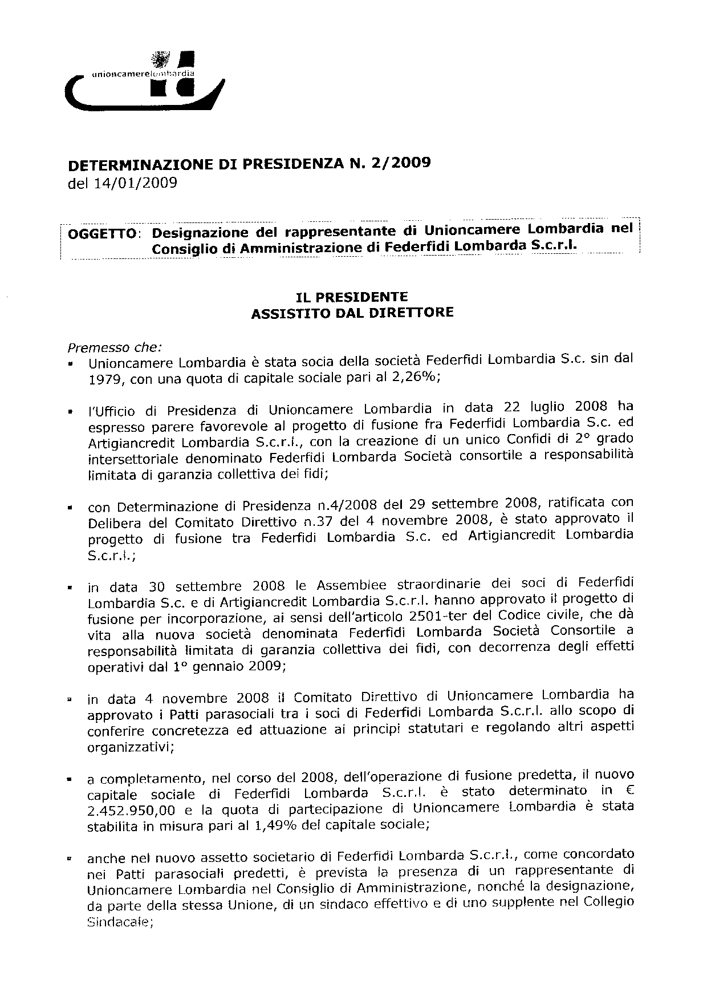 unioncamerelombardia
DETERMINAZIONE DI PRESIDENZA N. 2/2009
del 14/01/2009
OGGETTO: Designazione del rappresentante di Unioncamere Lombardia nel
Consiglio di Amministrazione di Federfidi Lombarda S.c.r.l.
IL PRESIDENTE
ASSISTITO DAL DIRETTORE
Premesso che:
▪ Unioncamere Lombardia è stata socia della società Federfidi Lombardia S.c. sin dal
1979, con una quota di capitale sociale pari al 2,26%;
▪ l'Ufficio di Presidenza di Unioncamere Lombardia in data 22 luglio 2008 ha
espresso parere favorevole al progetto di fusione fra Federfidi Lombardia S.c. ed
Artigiancredit Lombardia S.c.r.l., con la creazione di un unico Confidi di 2° grado
intersettoriale denominato Federfidi Lombarda Società consortile a responsabilità
limitata di garanzia collettiva dei fidi;
▪ con Determinazione di Presidenza n.4/2008 del 29 settembre 2008, ratificata con
Delibera del Comitato Direttivo n.37 del 4 novembre 2008, è stato approvato il
progetto di fusione tra Federfidi Lombardia S.c. ed Artigiancredit Lombardia
S.c.r.l.;
▪ in data 30 settembre 2008 le Assemblee straordinarie dei soci di Federfidi
Lombardia S.c. e di Artigiancredit Lombardia S.c.r.l. hanno approvato il progetto di
fusione per incorporazione, ai sensi dell'articolo 2501-ter del Codice civile, che dà
vita alla nuova società denominata Federfidi Lombarda Società Consortile a
responsabilità limitata di garanzia collettiva dei fidi, con decorrenza degli effetti
operativi dal 1° gennaio 2009;
▪ in data 4 novembre 2008 il Comitato Direttivo di Unioncamere Lombardia ha
approvato i Patti parasociali tra i soci di Federfidi Lombarda S.c.r.l. allo scopo di
conferire concretezza ed attuazione ai principi statutari e regolando altri aspetti
organizzativi;
▪ a completamento, nel corso del 2008, dell'operazione di fusione predetta, il nuovo
capitale sociale di Federfidi Lombarda S.c.r.l. è stato determinato in €
2.452.950,00 e la quota di partecipazione di Unioncamere Lombardia è stata
stabilita in misura pari al 1,49% del capitale sociale;
▪ anche nel nuovo assetto societario di Federfidi Lombarda S.c.r.l., come concordato
nei Patti parasociali predetti, è prevista la presenza di un rappresentante di
Unioncamere Lombardia nel Consiglio di Amministrazione, nonché la designazione,
da parte della stessa Unione, di un sindaco effettivo e di uno supplente nel Collegio
Sindacale;